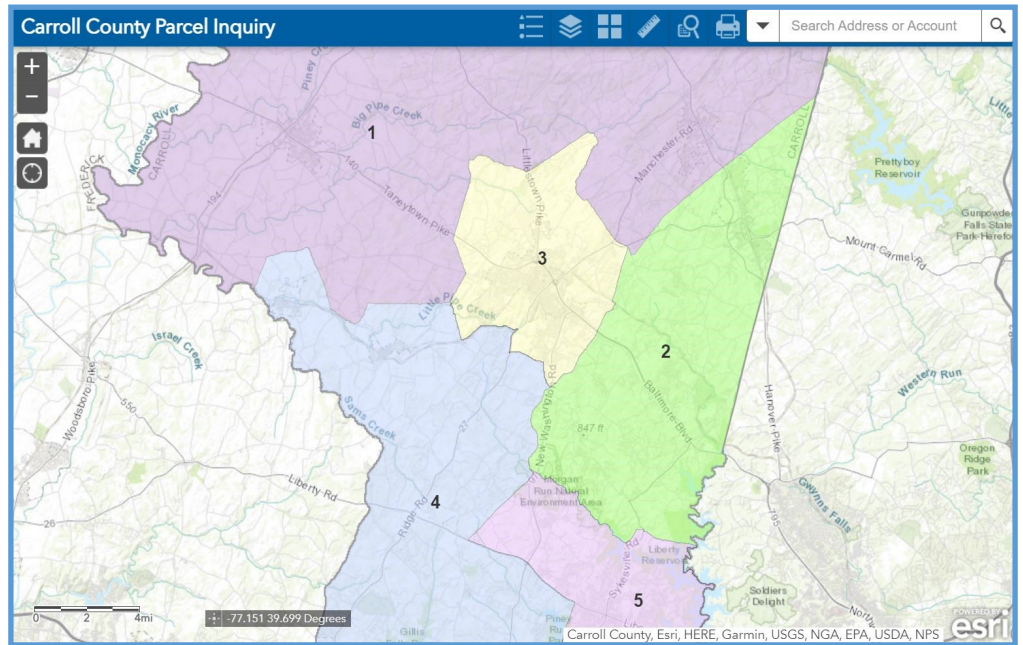 Carroll County Parcel Inquiry
Search Address or Account
+
−
Piney
Monocacy River
CARROLL
FREDERICK
Big Pipe Creek
1
140
194
Taneytown-Pike
Littlestown-Pike
Manchester-Rd
CARROLL
Prettyboy
Reservoir
Little
Gunpowder
Falls State
Park-Herefo
Mount-Carmel-Rd
3
Little Pipe Creek
Israel Creek
Woodsboro-Pike
550
2
Western Run
Hanover-Pike
Baltimore-Blvd
New-Washington-Rd
847 ft
Sams Creek
27
Oregon
Ridge
Park
Liberty-Rd
26
Ridge Rd
4
Morgan
Run Natural
Environment Area
Gwynns Falls
795
Sykesville-Rd
Liberty
Reservoir
5
Soldiers
Delight
North
0 2 4mi
-77.151 39.699 Degrees
Gillis
Piney
Carroll County, Esri, HERE, Garmin, USGS, NGA, EPA, USDA, NPS
POWERED BY
esri